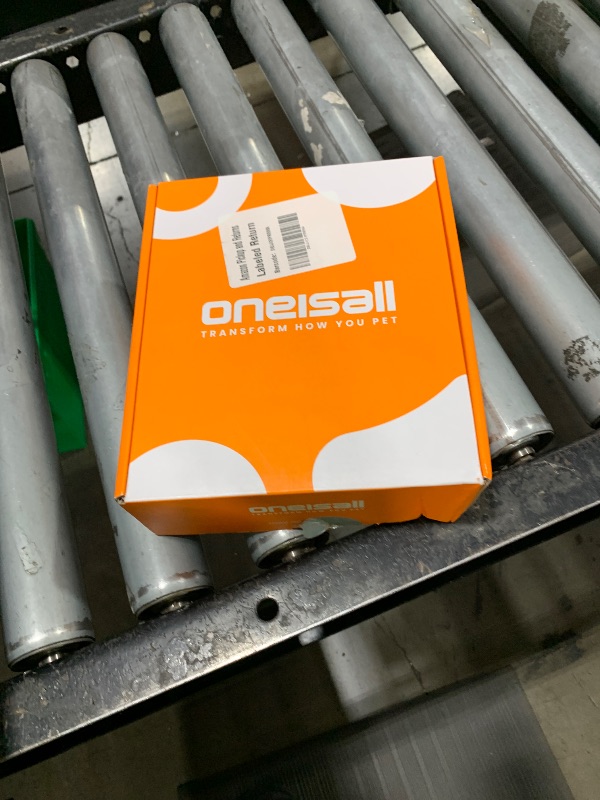 Amazon Pickup and Returns
Labeled Return
oneisall
TRANSFORM HOW YOU PET
oneisall